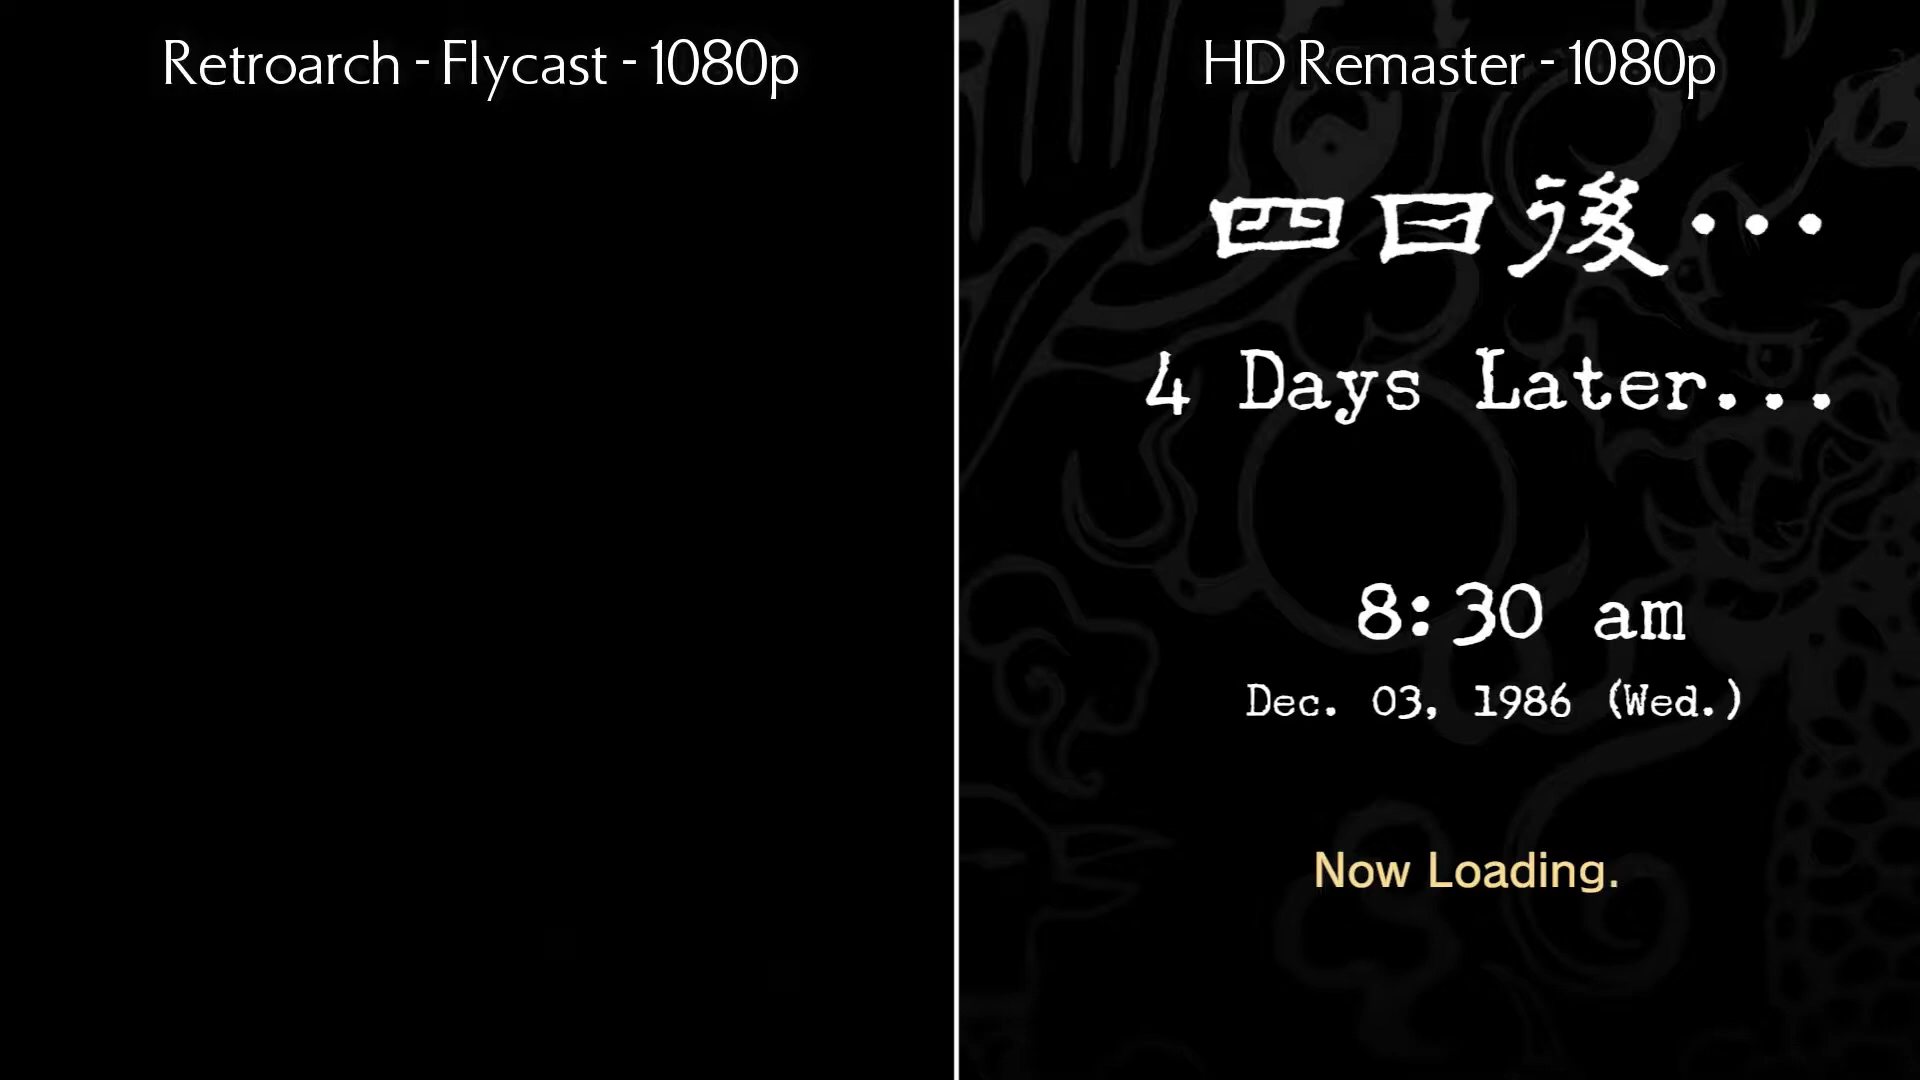 Retroarch - Flycast - 1080p
HD Remaster - 1080p
四日後・・・
4 Days Later...
8:30 am
Dec. 03, 1986 (Wed.)
Now Loading.